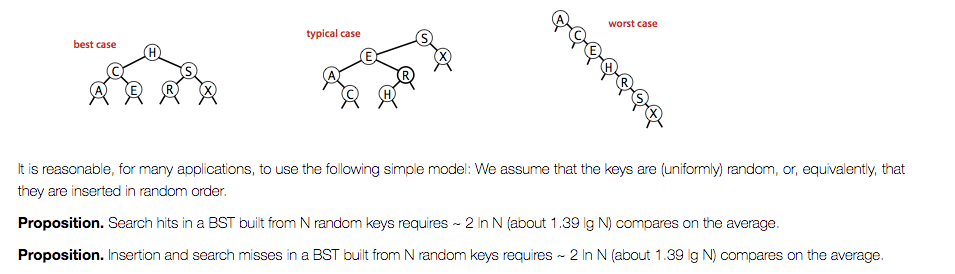 best case
typical case
worst case
H
C S
A E R X
S
E X
A R
C H
A
C
E
H
R
S
X
It is reasonable, for many applications, to use the following simple model: We assume that the keys are (uniformly) random, or, equivalently, that
they are inserted in random order.
Proposition. Search hits in a BST built from N random keys requires ~ 2 ln N (about 1.39 lg N) compares on the average.
Proposition. Insertion and search misses in a BST built from N random keys requires ~ 2 ln N (about 1.39 lg N) compares on the average.